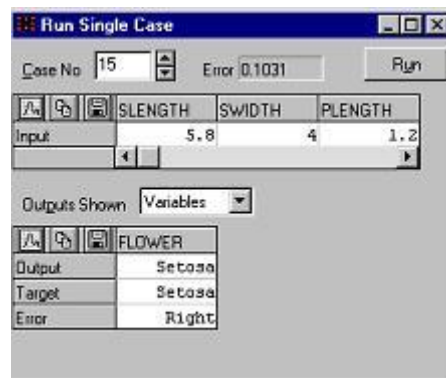 Run Single Case
Case No 15 Error 0.1031 Run
SLENGTH SWIDTH PLENGTH
Input 5.8 4 1.2
Outputs Shown Variables
FLOWER
Output Setosa
Target Setosa
Error Right